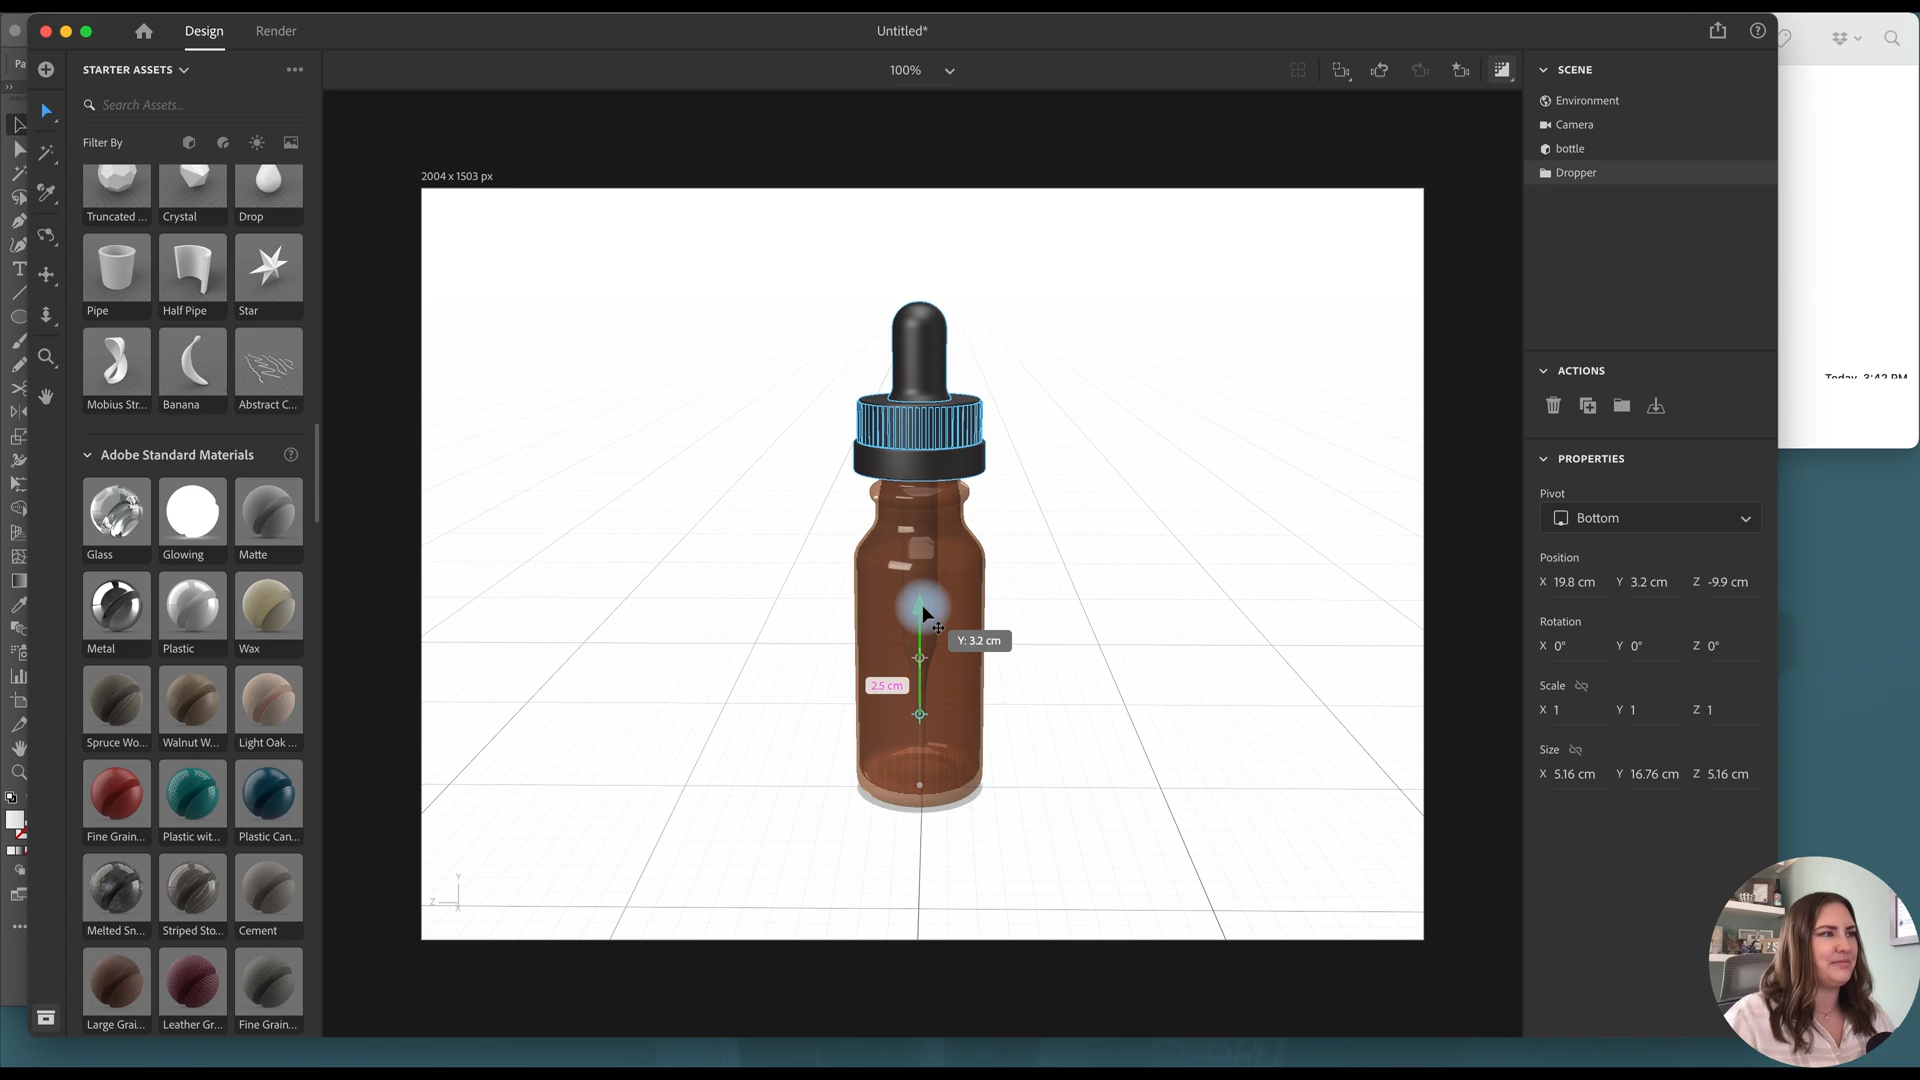 Design
Render
Untitled*
Pa
STARTER ASSETS
100%
SCENE
Search Assets...
Environment
Camera
Filter By
bottle
Dropper
2004 x 1503 px
Truncated ...
Crystal
Drop
Pipe
Half Pipe
Star
ACTIONS
Today, 3:42 PM
Mobius Str...
Banana
Abstract C...
Adobe Standard Materials
PROPERTIES
Pivot
Bottom
Glass
Glowing
Matte
Position
X 19.8 cm Y 3.2 cm Z -9.9 cm
Rotation
X 0° Y 0° Z 0°
Y: 3.2 cm
Metal
Plastic
Wax
2.5 cm
Scale
X 1 Y 1 Z 1
Spruce Wo...
Walnut W...
Light Oak ...
Size
X 5.16 cm Y 16.76 cm Z 5.16 cm
Fine Grain...
Plastic wit...
Plastic Can...
Y
Z
X
Melted Sn...
Striped Sto...
Cement
Large Grai...
Leather Gr...
Fine Grain...